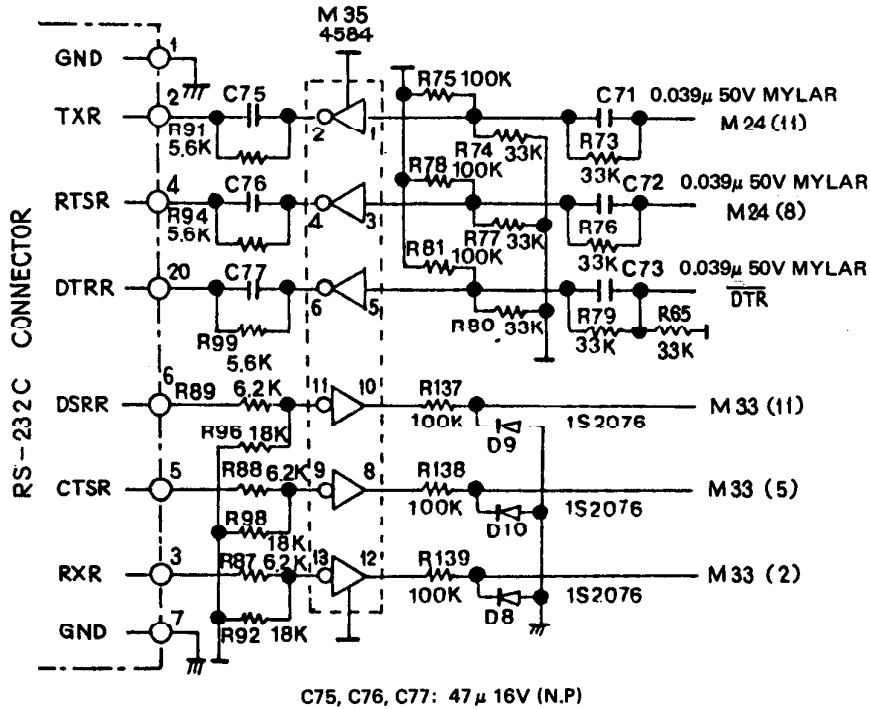 M35
4584
RS-232C CONNECTOR
GND 1
R75 100K
C71 0.039μ 50V MYLAR
TXR 2 C75 2 1 M24 (11)
R91 5.6K
R74 33K
R73 33K
R78 100K
C72 0.039μ 50V MYLAR
RTSR 4 C76 4 3 M24 (8)
R94 5.6K
R77 33K
R76 33K
R81 100K
C73 0.039μ 50V MYLAR
DTRR 20 C77 6 5 DTR
R99 5.6K
R80 33K
R79 33K
R65 33K
DSRR 6 R89 6.2K 11 10 R137 100K M33 (11)
R96 18K
D9 1S2076
CTSR 5 R88 6.2K 9 8 R138 100K M33 (5)
R98 18K
D10 1S2076
RXR 3 R87 6.2K 13 12 R139 100K M33 (2)
R92 18K
D8 1S2076
GND 7
C75, C76, C77: 47μ 16V (N.P)